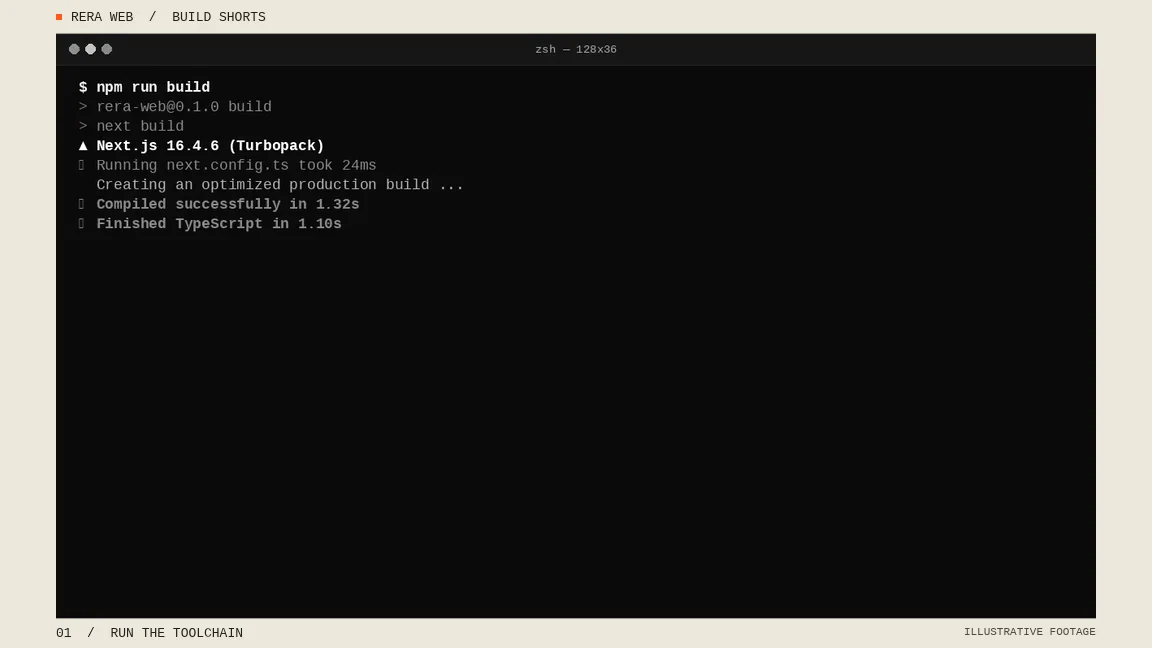 RERA WEB / BUILD SHORTS
zsh — 128x36
$ npm run build
> rera-web@0.1.0 build
> next build
▲ Next.js 16.4.6 (Turbopack)
Running next.config.ts took 24ms
Creating an optimized production build ...
Compiled successfully in 1.32s
Finished TypeScript in 1.10s
01 / RUN THE TOOLCHAIN
ILLUSTRATIVE FOOTAGE